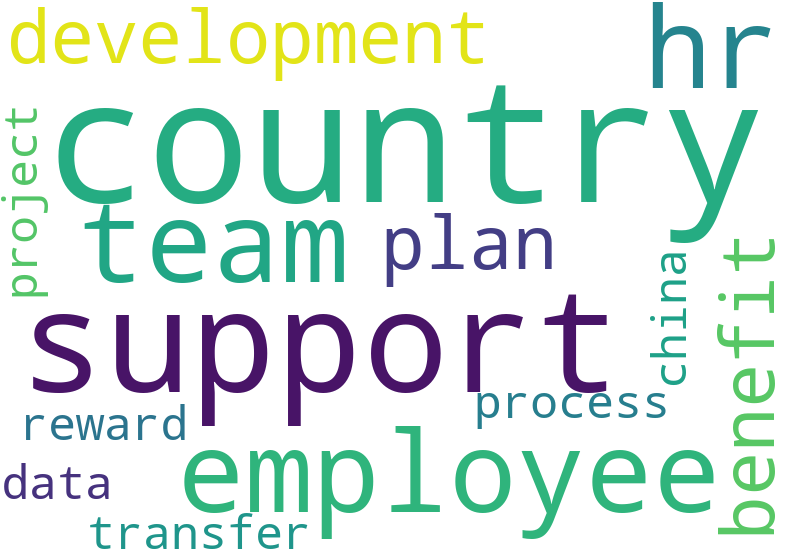 development
hr
country
project
team
plan
china
benefit
support
process
reward
employee
data
transfer